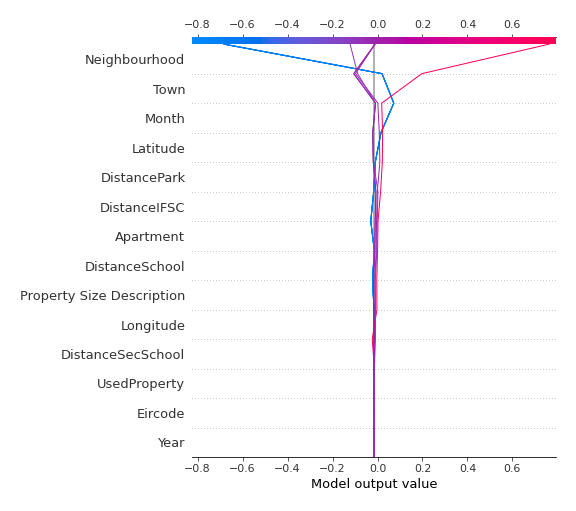 −0.8 −0.6 −0.4 −0.2 0.0 0.2 0.4 0.6
Neighbourhood
Town
Month
Latitude
DistancePark
DistanceIFSC
Apartment
DistanceSchool
Property Size Description
Longitude
DistanceSecSchool
UsedProperty
Eircode
Year
−0.8 −0.6 −0.4 −0.2 0.0 0.2 0.4 0.6
Model output value